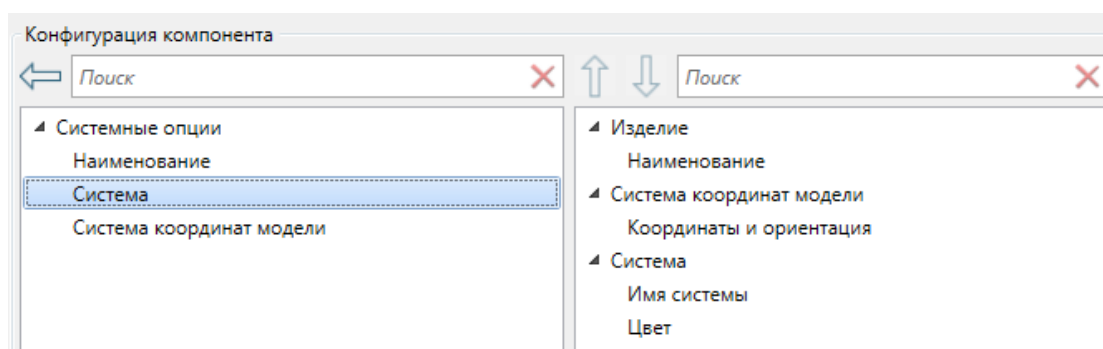 Конфигурация компонента
Поиск
Поиск
Системные опции
Наименование
Система
Система координат модели
Изделие
Наименование
Система координат модели
Координаты и ориентация
Система
Имя системы
Цвет